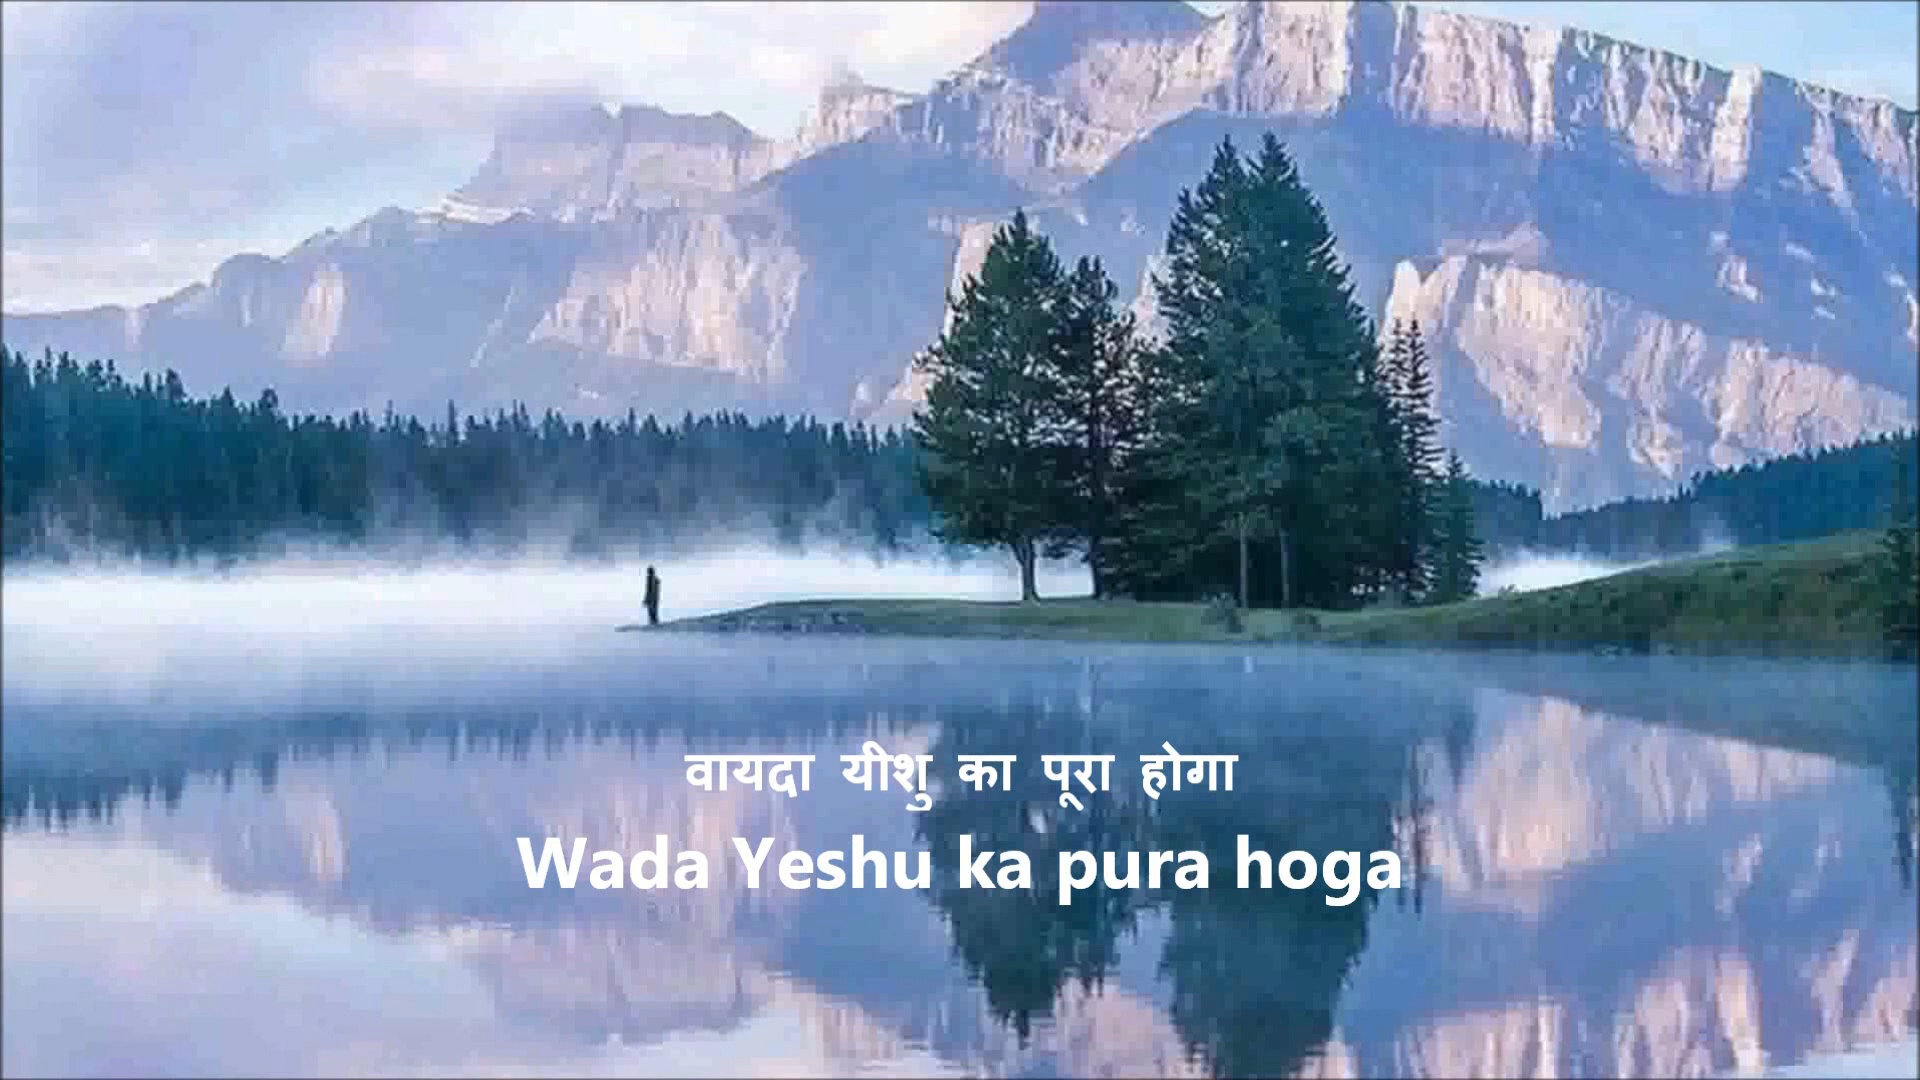 वायदा यीशु का पूरा होगा
Wada Yeshu ka pura hoga